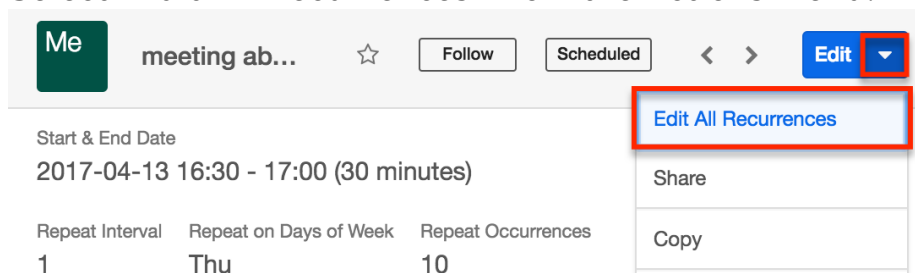 Me
meeting ab...
Follow
Scheduled
Edit
Edit All Recurrences
Start & End Date
2017-04-13 16:30 - 17:00 (30 minutes)
Share
Repeat Interval Repeat on Days of Week Repeat Occurrences
Copy
1 Thu 10